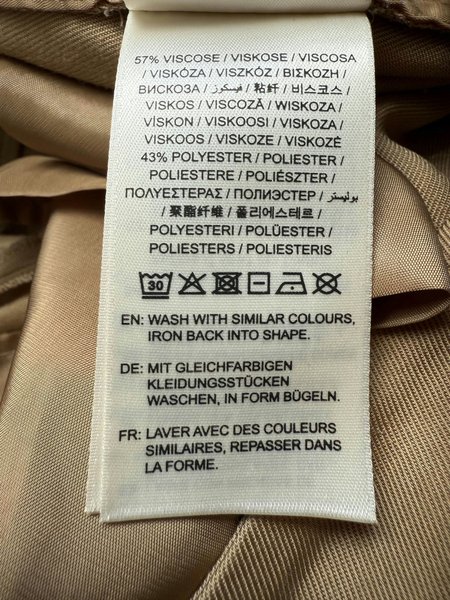 57% VISCOSE / VISKOSE / VISCOSA
/ VISKÓZA / VISZKÓZ / ΒΙΣΚΟΖΗ /
ВИСКОЗА / فيسكوز / 粘纤 / 비스코스 /
VISKOS / VISCOZĂ / WISKOZA /
VÍSKON / VISKOOSI / VISKOZA /
VISKOOS / VISKOZE / VISKOZĖ
43% POLYESTER / POLIESTER /
POLIESTERE / POLIÉSZTER /
ΠΟΛΥΕΣΤΕΡΑΣ / ПОЛИЭСТЕР / بوليستر
/ 聚酯纤维 / 폴리에스테르 /
POLYESTERI / POLÜESTER /
POLIESTERS / POLIESTERIS
30
EN: WASH WITH SIMILAR COLOURS,
IRON BACK INTO SHAPE.
DE: MIT GLEICHFARBIGEN
KLEIDUNGSSTÜCKEN
WASCHEN, IN FORM BÜGELN.
FR: LAVER AVEC DES COULEURS
SIMILAIRES, REPASSER DANS
LA FORME.